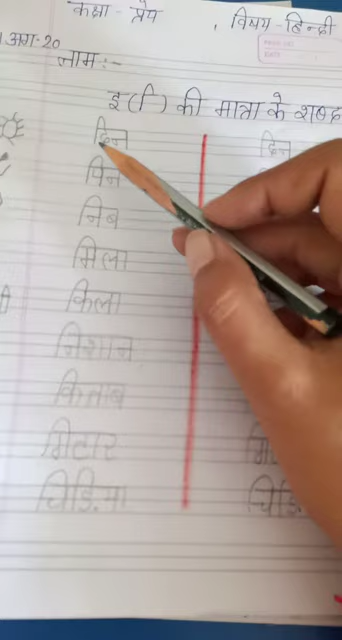 कक्षा - प्रेप , विषय - हिन्दी
अग-20
नाम:-
इ(ि) की मात्रा के शब्द
दिन दिन
पिन
निब
मिला
किला
निशान
किताब
गिटार
चिड़िया